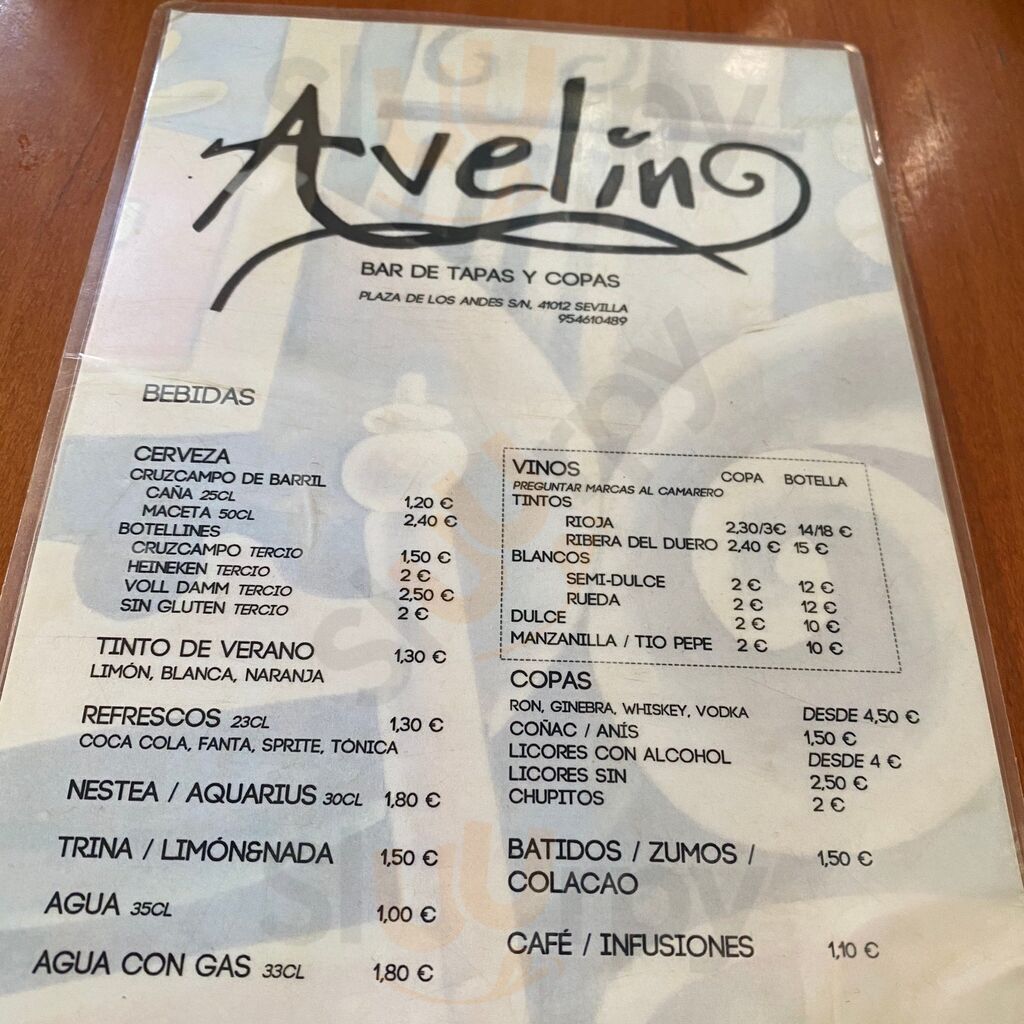 Avelino
BAR DE TAPAS Y COPAS
PLAZA DE LOS ANDES S/N, 41012 SEVILLA
954610489
BEBIDAS
CERVEZA
CRUZCAMPO DE BARRIL
CAÑA 25CL 1,20 €
MACETA 50CL 2,40 €
BOTELLINES
CRUZCAMPO TERCIO 1,50 €
HEINEKEN TERCIO 2 €
VOLL DAMM TERCIO 2,50 €
SIN GLUTEN TERCIO 2 €
TINTO DE VERANO 1,30 €
LIMÓN, BLANCA, NARANJA
REFRESCOS 23CL 1,30 €
COCA COLA, FANTA, SPRITE, TÓNICA
NESTEA / AQUARIUS 30CL 1,80 €
TRINA / LIMÓN&NADA 1,50 €
AGUA 35CL 1,00 €
AGUA CON GAS 33CL 1,80 €
VINOS COPA BOTELLA
PREGUNTAR MARCAS AL CAMARERO
TINTOS
RIOJA 2,30/3€ 14/18 €
RIBERA DEL DUERO 2,40 € 15 €
BLANCOS
SEMI-DULCE 2 € 12 €
RUEDA 2 € 12 €
DULCE 2 € 10 €
MANZANILLA / TIO PEPE 2 € 10 €
COPAS
RON, GINEBRA, WHISKEY, VODKA DESDE 4,50 €
COÑAC / ANÍS 1,50 €
LICORES CON ALCOHOL DESDE 4 €
LICORES SIN 2,50 €
CHUPITOS 2 €
BATIDOS / ZUMOS / 1,50 €
COLACAO
CAFÉ / INFUSIONES 1,10 €
sluurpy
sluurpy
sluurpy